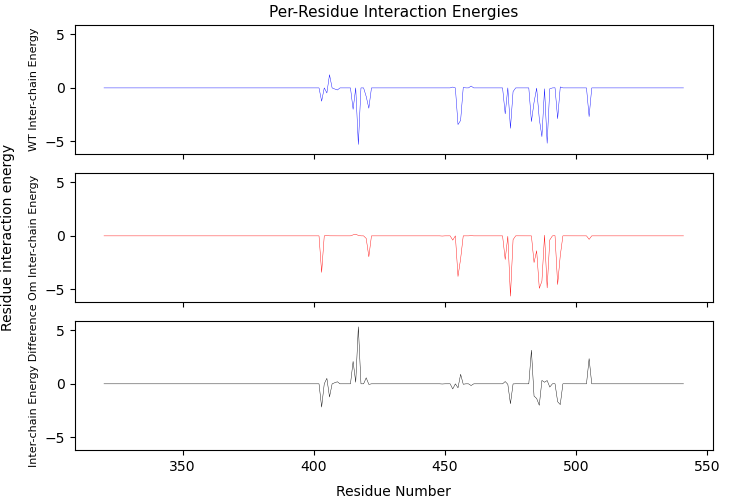 Per-Residue Interaction Energies
Residue interaction energy
WT Inter-chain Energy
5
0
−5
Om Inter-chain Energy
5
0
−5
Inter-chain Energy Difference
5
0
−5
350
400
450
500
550
Residue Number